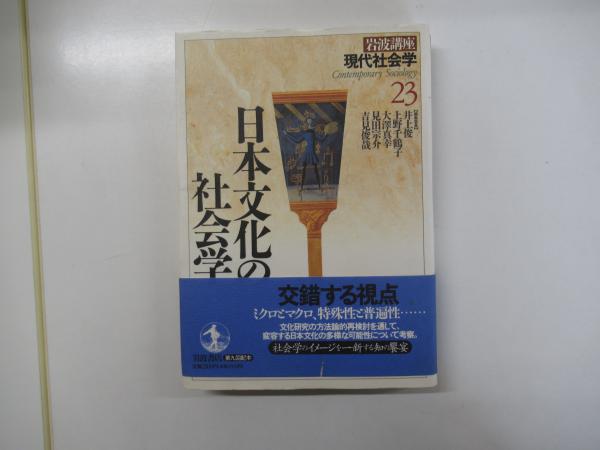 岩波講座
現代社会学
Contemporary Sociology
23
井上俊
上野千鶴子
大澤真幸
見田宗介
吉見俊哉
日本文化の
社会学
交錯する視点
ミクロとマクロ、特殊性と普遍性……
文化研究の方法論的再検討を通して、
変容する日本文化の多様な可能性について考察。
社会学のイメージを一新する知の饗宴
岩波書店
第九回配本